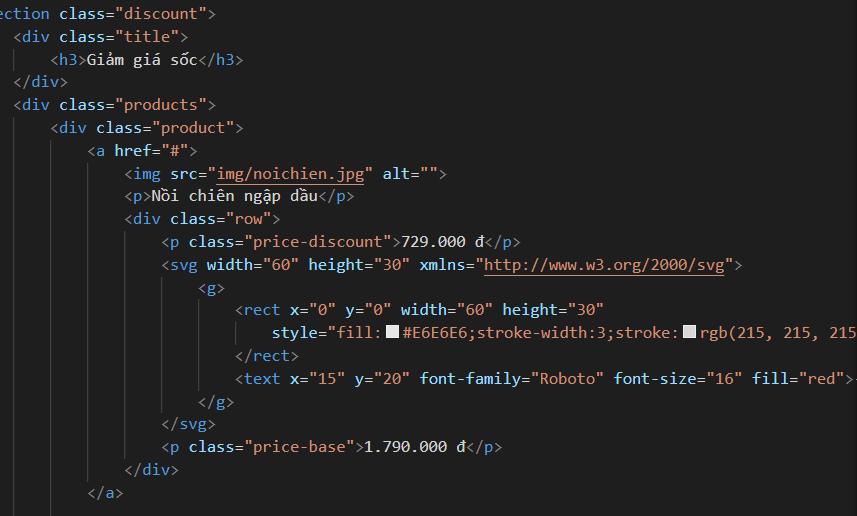 ection class="discount">
<div class="title">
<h3>Giảm giá sốc</h3>
</div>
<div class="products">
<div class="product">
<a href="#">
<img src="img/noichien.jpg" alt="">
<p>Nồi chiên ngập dầu</p>
<div class="row">
<p class="price-discount">729.000 đ</p>
<svg width="60" height="30" xmlns="http://www.w3.org/2000/svg">
<g>
<rect x="0" y="0" width="60" height="30"
style="fill:#E6E6E6;stroke-width:3;stroke:rgb(215, 215, 215
</rect>
<text x="15" y="20" font-family="Roboto" font-size="16" fill="red">-
</g>
</svg>
<p class="price-base">1.790.000 đ</p>
</div>
</a>